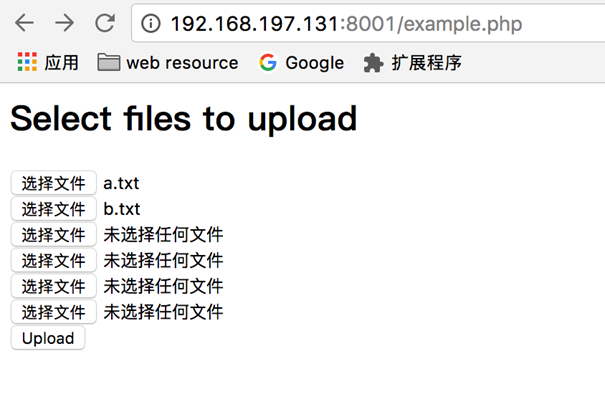 192.168.197.131:8001/example.php
应用 web resource Google 扩展程序
Select files to upload
选择文件 a.txt
选择文件 b.txt
选择文件 未选择任何文件
选择文件 未选择任何文件
选择文件 未选择任何文件
选择文件 未选择任何文件
Upload